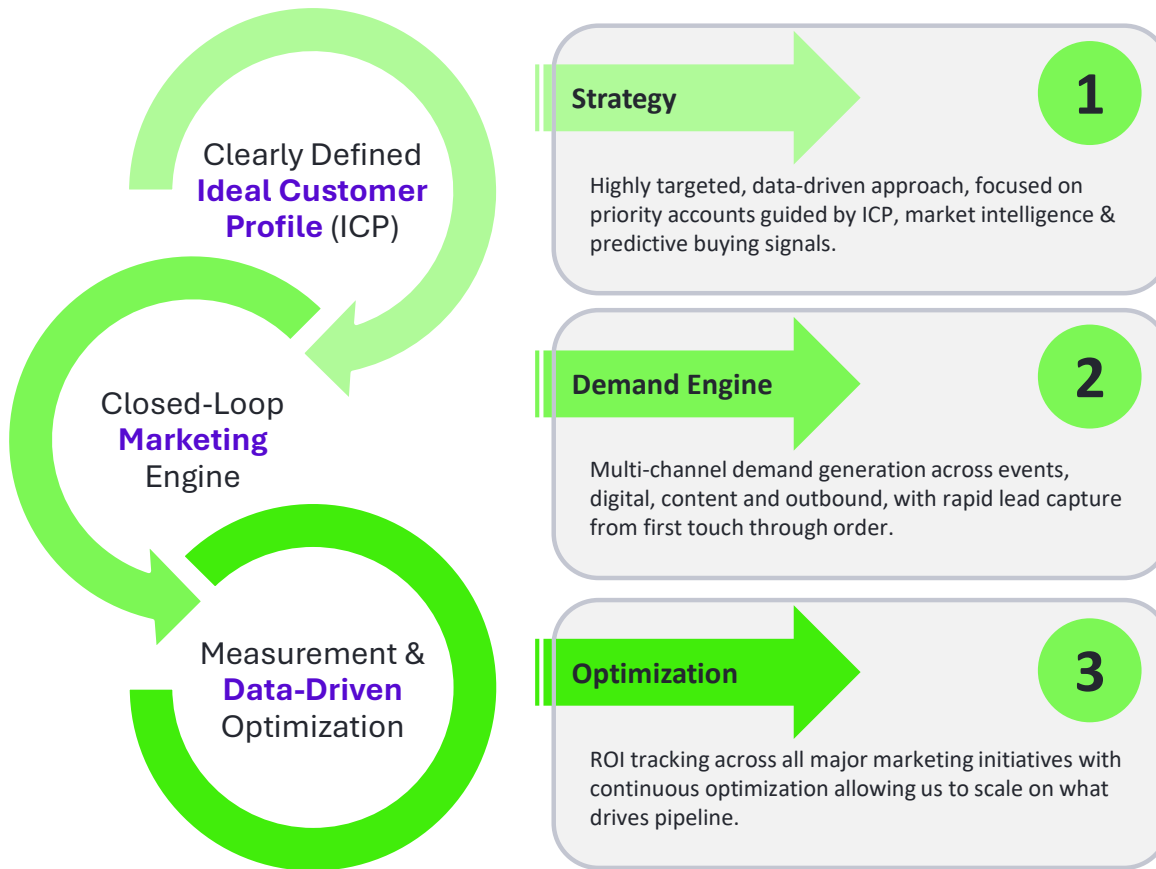 Clearly Defined
Ideal Customer
Profile (ICP)
Strategy
1
Highly targeted, data-driven approach, focused on
priority accounts guided by ICP, market intelligence &
predictive buying signals.
Closed-Loop
Marketing
Engine
Demand Engine
2
Multi-channel demand generation across events,
digital, content and outbound, with rapid lead capture
from first touch through order.
Measurement &
Data-Driven
Optimization
Optimization
3
ROI tracking across all major marketing initiatives with
continuous optimization allowing us to scale on what
drives pipeline.